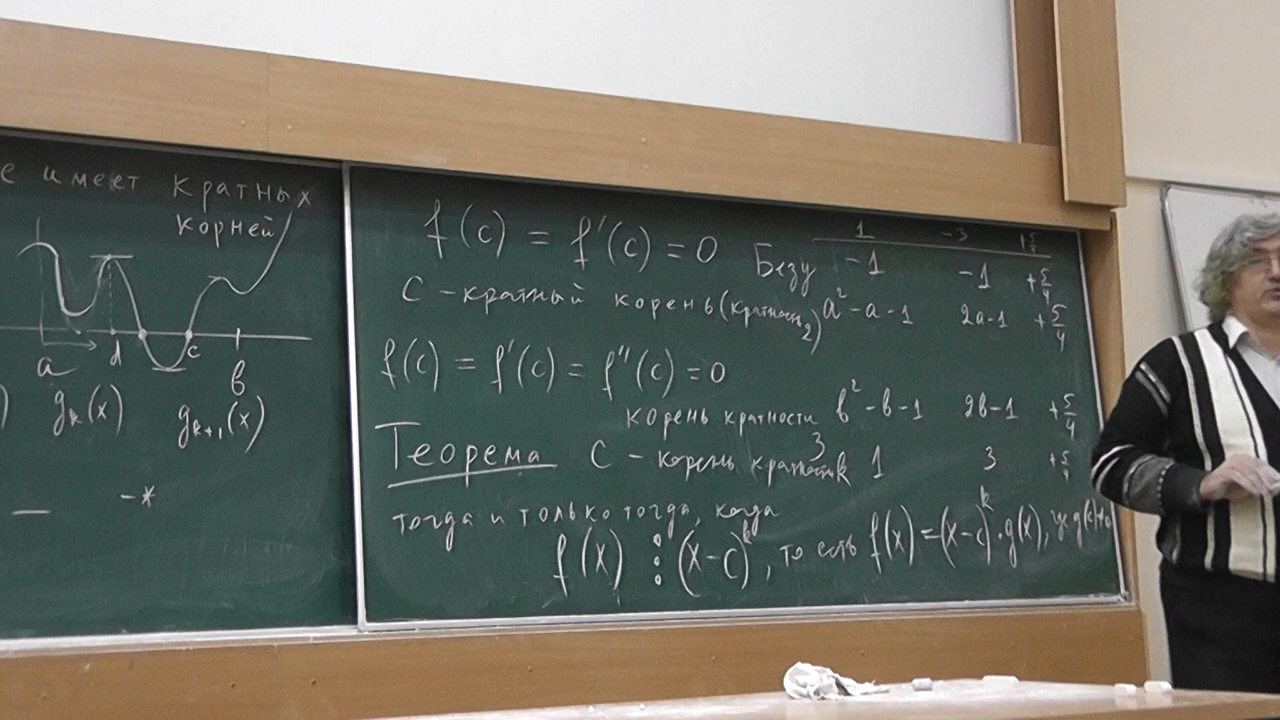 е имеет кратных
корней
a d c в
) gₖ(x) gₖ₊₁(x)
— -*
f(c) = f'(c) = 0
Безу
1 -3 +5/4
-1 -1 +5/4
c - кратный корень (кратность 2)
a² - a - 1 2a-1 +5/4
f(c) = f'(c) = f''(c) = 0
корень кратности 3
в² - в - 1 2в-1 +5/4
Теорема c - корень кратности k
1 3 +5/4
тогда и только тогда, когда
f(x) ⋮ (x-c)ᵏ, то есть f(x) = (x-c)ᵏ·g(x), где g(c)≠0